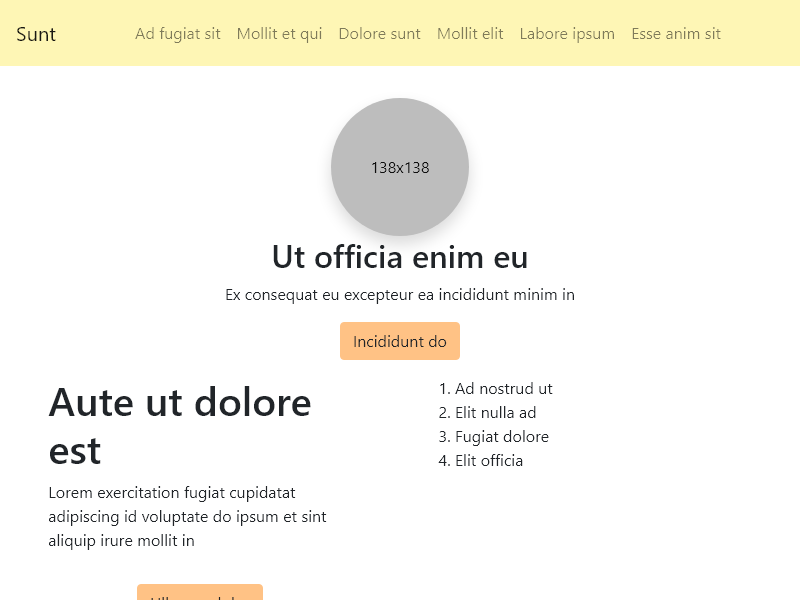 Sunt
Ad fugiat sit Mollit et qui Dolore sunt Mollit elit Labore ipsum Esse anim sit
138x138
Ut officia enim eu
Ex consequat eu excepteur ea incididunt minim in
Incididunt do
Aute ut dolore
est
Lorem exercitation fugiat cupidatat
adipiscing id voluptate do ipsum et sint
aliquip irure mollit in
1. Ad nostrud ut
2. Elit nulla ad
3. Fugiat dolore
4. Elit officia